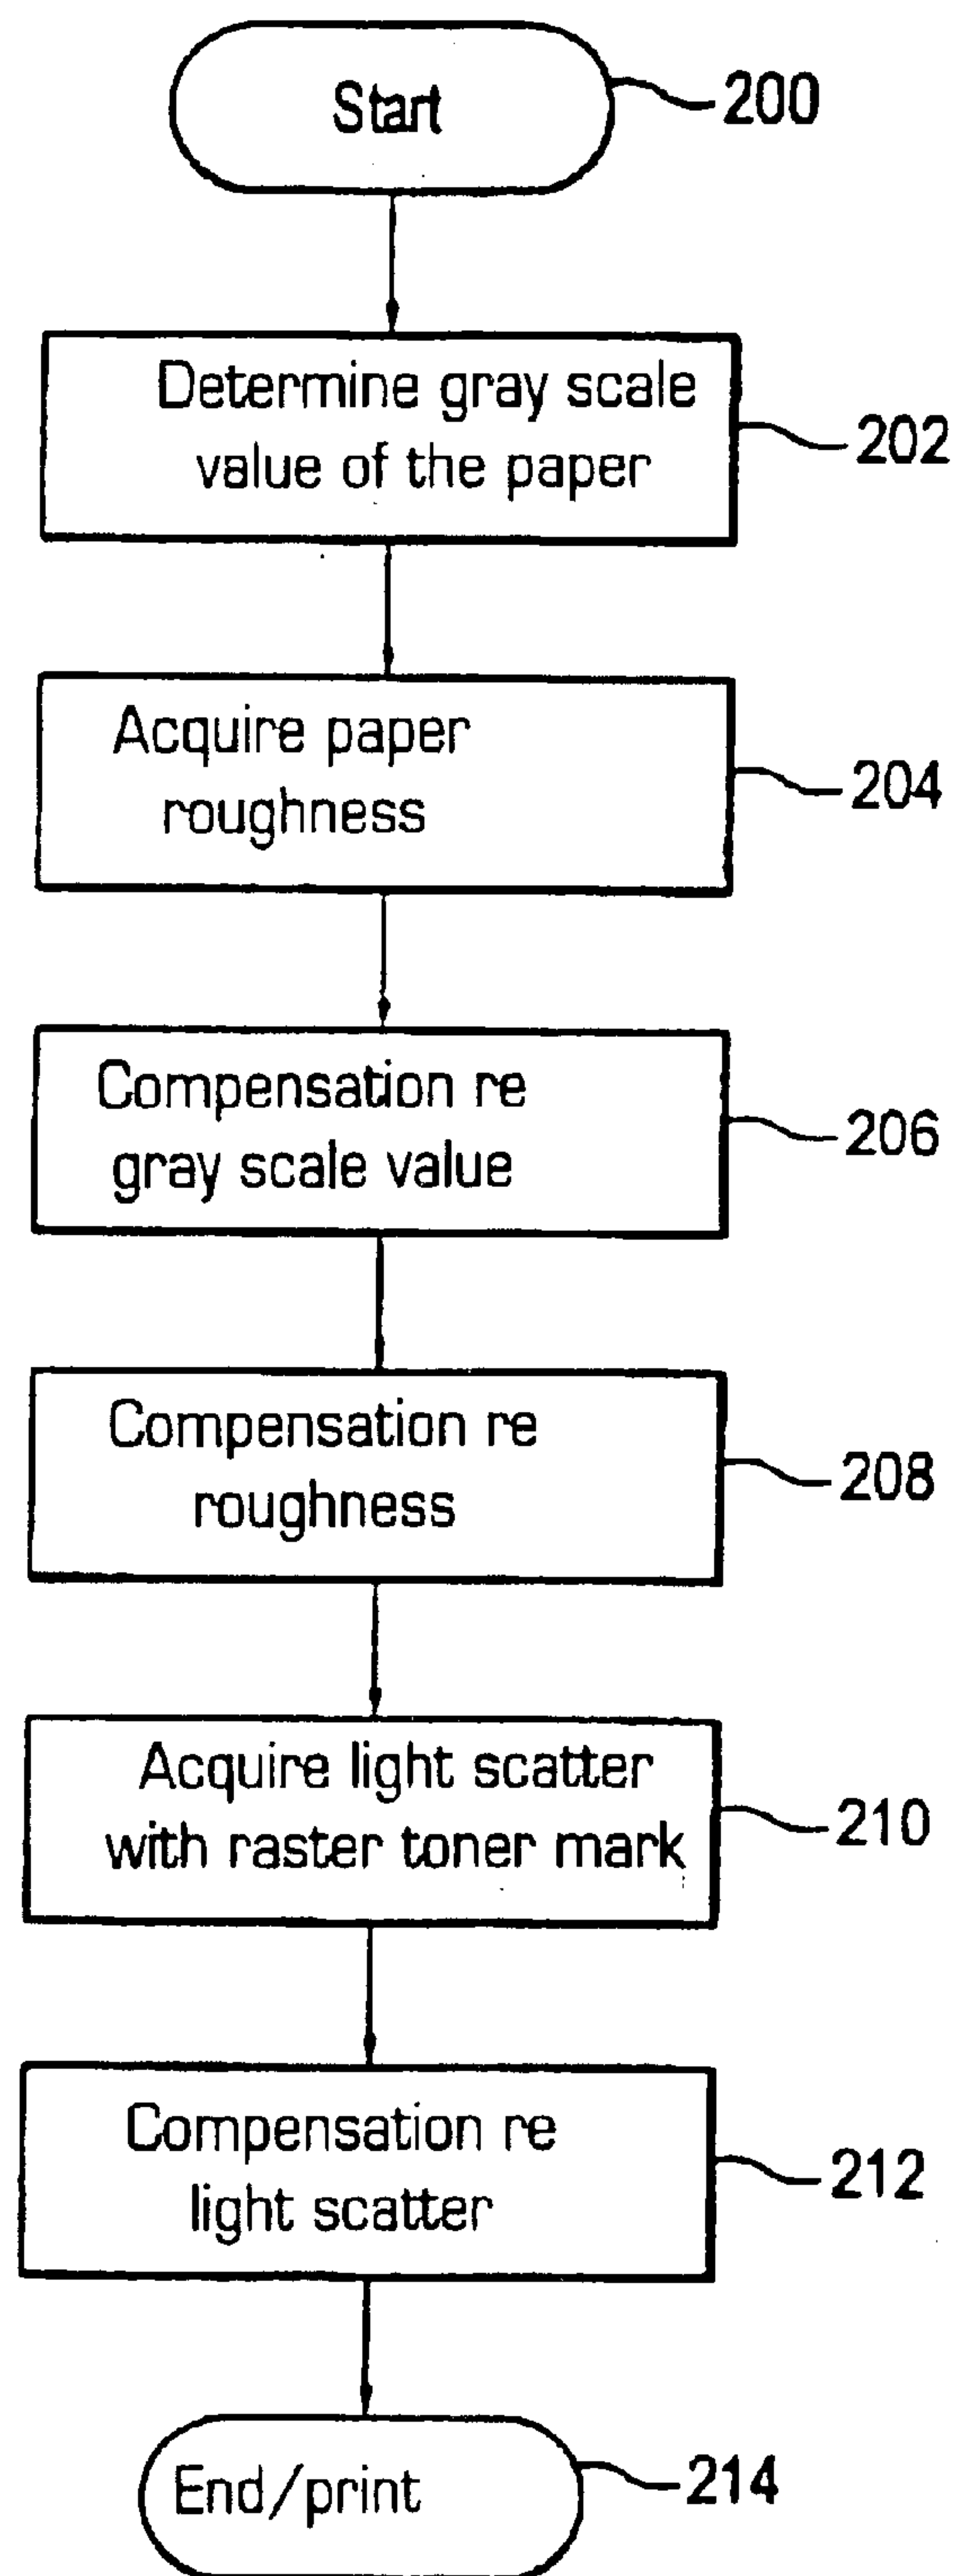 Start
200
Determine gray scale
value of the paper
202
Acquire paper
roughness
204
Compensation re
gray scale value
206
Compensation re
roughness
208
Acquire light scatter
with raster toner mark
210
Compensation re
light scatter
212
End/print
214